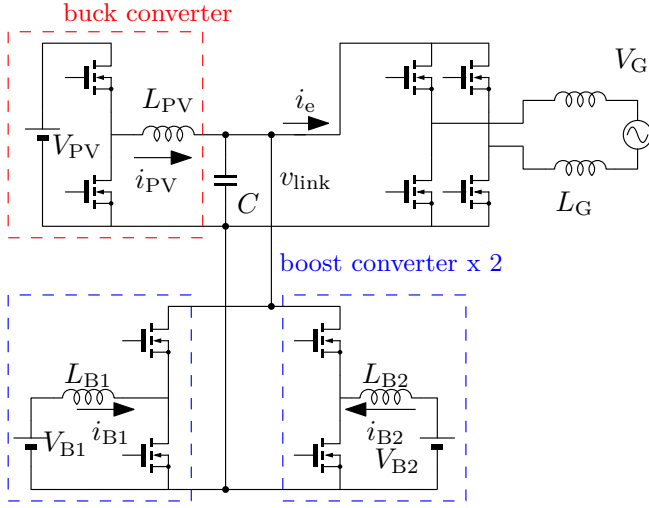 buck converter
V_PV
L_PV
i_PV
C
i_e
v_link
V_G
L_G
boost converter x 2
L_B1
i_B1
V_B1
L_B2
i_B2
V_B2